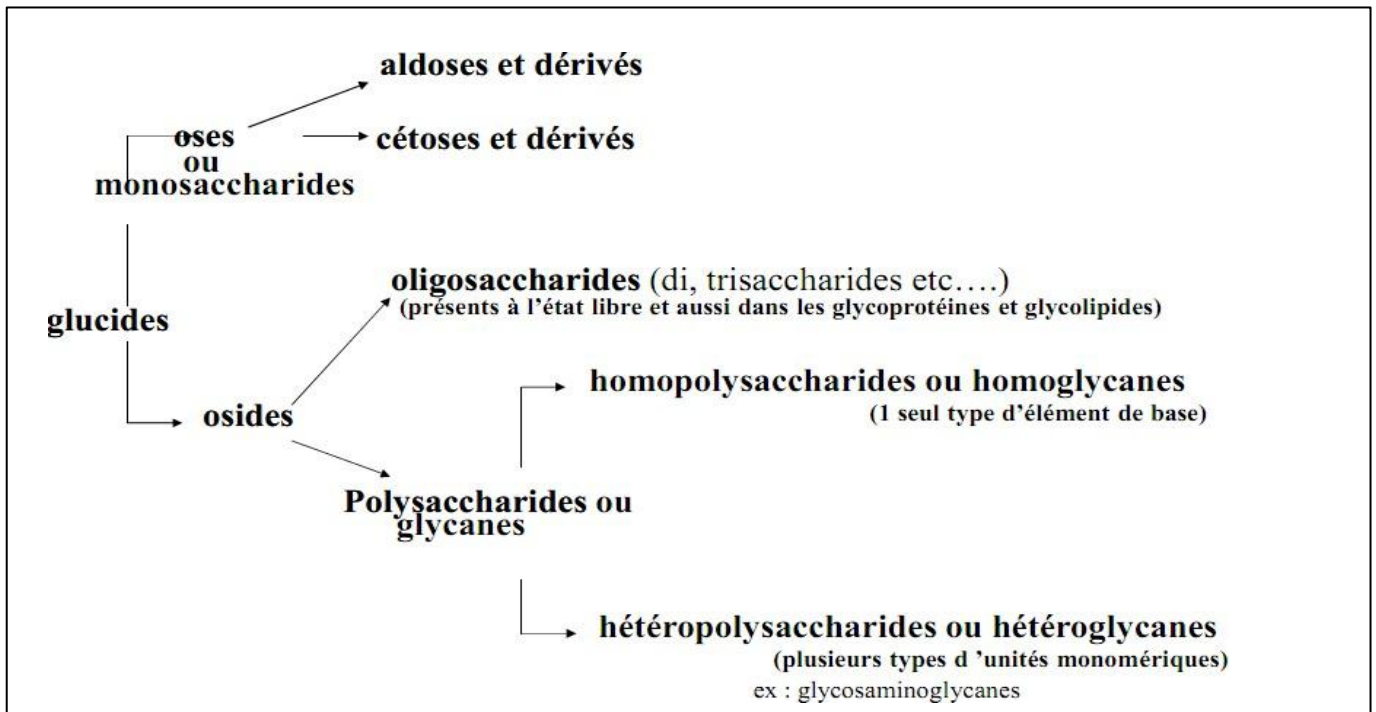 aldoses et dérivés
oses
ou
monosaccharides
cétoses et dérivés
glucides
oligosaccharides (di, trisaccharides etc….)
(présents à l’état libre et aussi dans les glycoprotéines et glycolipides)
osides
homopolysaccharides ou homoglycanes
(1 seul type d’élément de base)
Polysaccharides ou
glycanes
hétéropolysaccharides ou hétéroglycanes
(plusieurs types d ’unités monomériques)
ex : glycosaminoglycanes